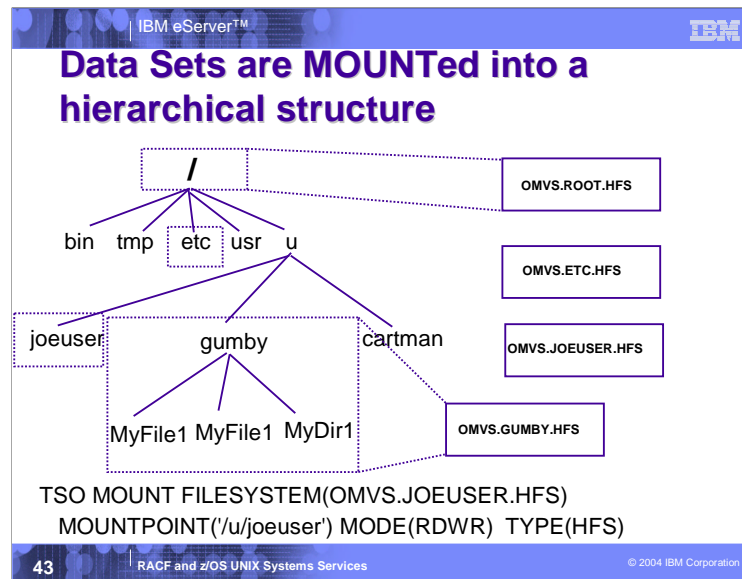 IBM eServer™
IBM
Data Sets are MOUNTed into a
hierarchical structure
/
OMVS.ROOT.HFS
bin tmp etc usr u
OMVS.ETC.HFS
joeuser gumby cartman
OMVS.JOEUSER.HFS
MyFile1 MyFile1 MyDir1
OMVS.GUMBY.HFS
TSO MOUNT FILESYSTEM(OMVS.JOEUSER.HFS)
MOUNTPOINT('/u/joeuser') MODE(RDWR) TYPE(HFS)
43 RACF and z/OS UNIX Systems Services © 2004 IBM Corporation